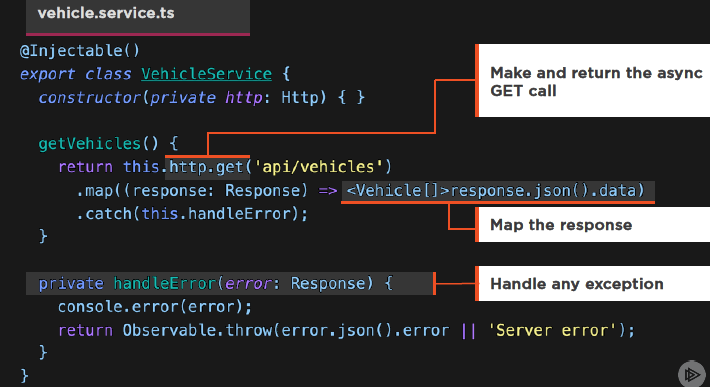 vehicle.service.ts
@Injectable()
export class VehicleService {
constructor(private http: Http) { }
Make and return the async
GET call
getVehicles() {
return this.http.get('api/vehicles')
.map((response: Response) => <Vehicle[]>response.json().data)
.catch(this.handleError);
Map the response
}
private handleError(error: Response) {
Handle any exception
console.error(error);
return Observable.throw(error.json().error || 'Server error');
}
}